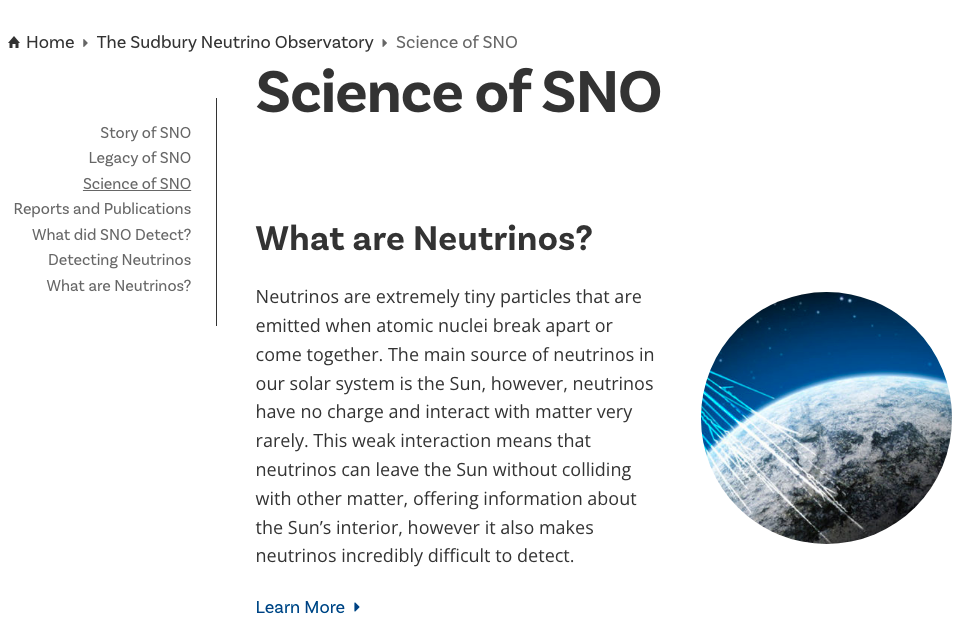 Home The Sudbury Neutrino Observatory Science of SNO
Science of SNO
Story of SNO
Legacy of SNO
Science of SNO
Reports and Publications
What did SNO Detect?
Detecting Neutrinos
What are Neutrinos?
What are Neutrinos?
Neutrinos are extremely tiny particles that are
emitted when atomic nuclei break apart or
come together. The main source of neutrinos in
our solar system is the Sun, however, neutrinos
have no charge and interact with matter very
rarely. This weak interaction means that
neutrinos can leave the Sun without colliding
with other matter, offering information about
the Sun’s interior, however it also makes
neutrinos incredibly difficult to detect.
Learn More